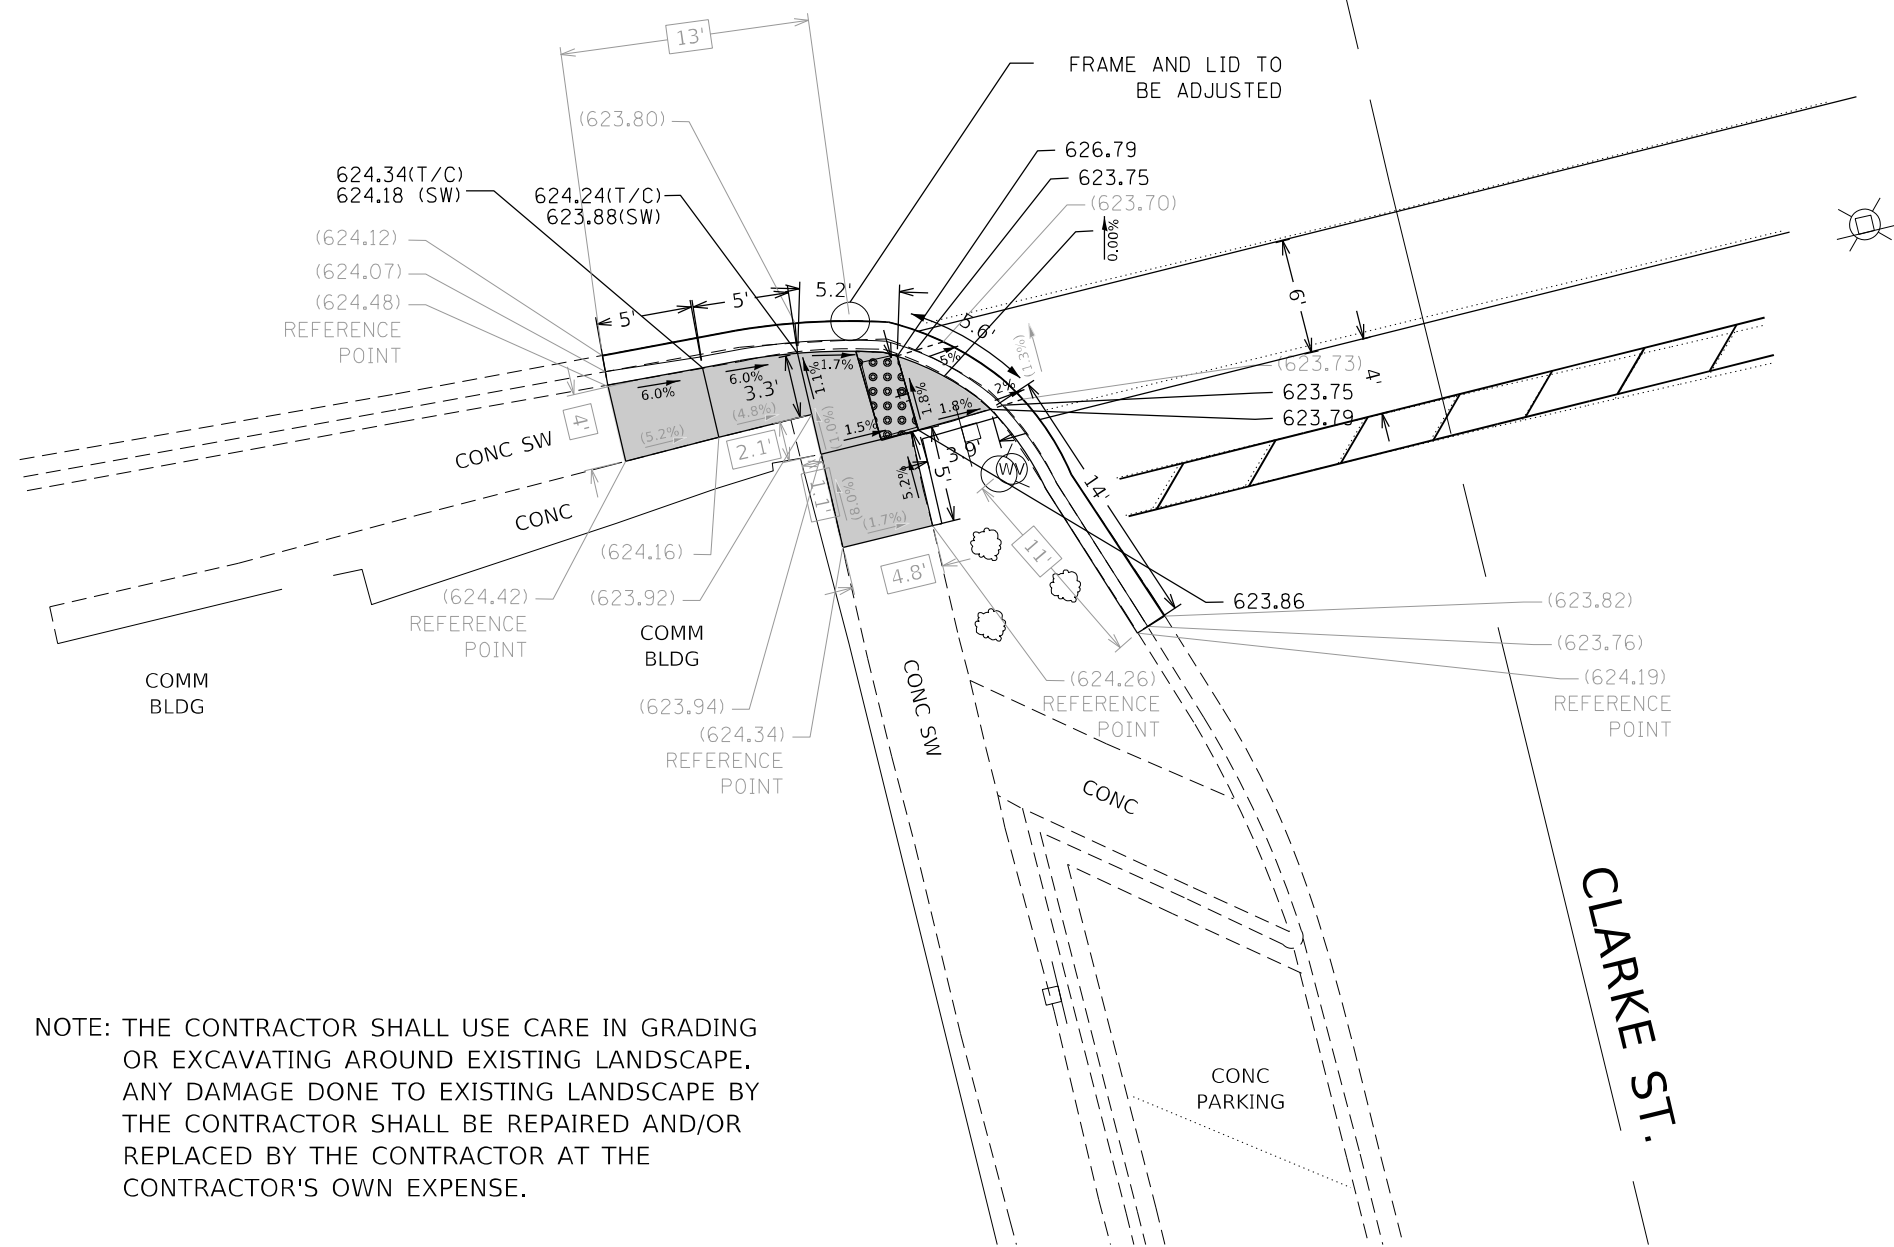 13'
FRAME AND LID TO
BE ADJUSTED
(623.80)
626.79
623.75
(623.70)
0.00%
624.34(T/C)
624.18 (SW)
624.24(T/C)
623.88(SW)
(624.12)
(624.07)
(624.48)
REFERENCE
POINT
5'
5'
5.2'
5.6'
6'
4'
(1.3%)
(623.73)
623.75
623.79
6.0%
6.0%
3.3'
1.1%
1.7%
5%
2%
1.8%
1.8%
1.5%
(5.2%)
(4.8%)
(1.0%)
4'
2.1'
1.1'
3.9'
5'
5.2%
(8.0%)
(1.7%)
4.8'
WV
14'
11'
CONC SW
CONC
(624.16)
(624.42)
REFERENCE
POINT
(623.92)
COMM
BLDG
COMM
BLDG
(623.94)
(624.34)
REFERENCE
POINT
623.86
(623.82)
(623.76)
(624.19)
REFERENCE
POINT
(624.26)
REFERENCE
POINT
CONC SW
CONC
CLARKE ST.
CONC
PARKING
NOTE: THE CONTRACTOR SHALL USE CARE IN GRADING
OR EXCAVATING AROUND EXISTING LANDSCAPE.
ANY DAMAGE DONE TO EXISTING LANDSCAPE BY
THE CONTRACTOR SHALL BE REPAIRED AND/OR
REPLACED BY THE CONTRACTOR AT THE
CONTRACTOR'S OWN EXPENSE.